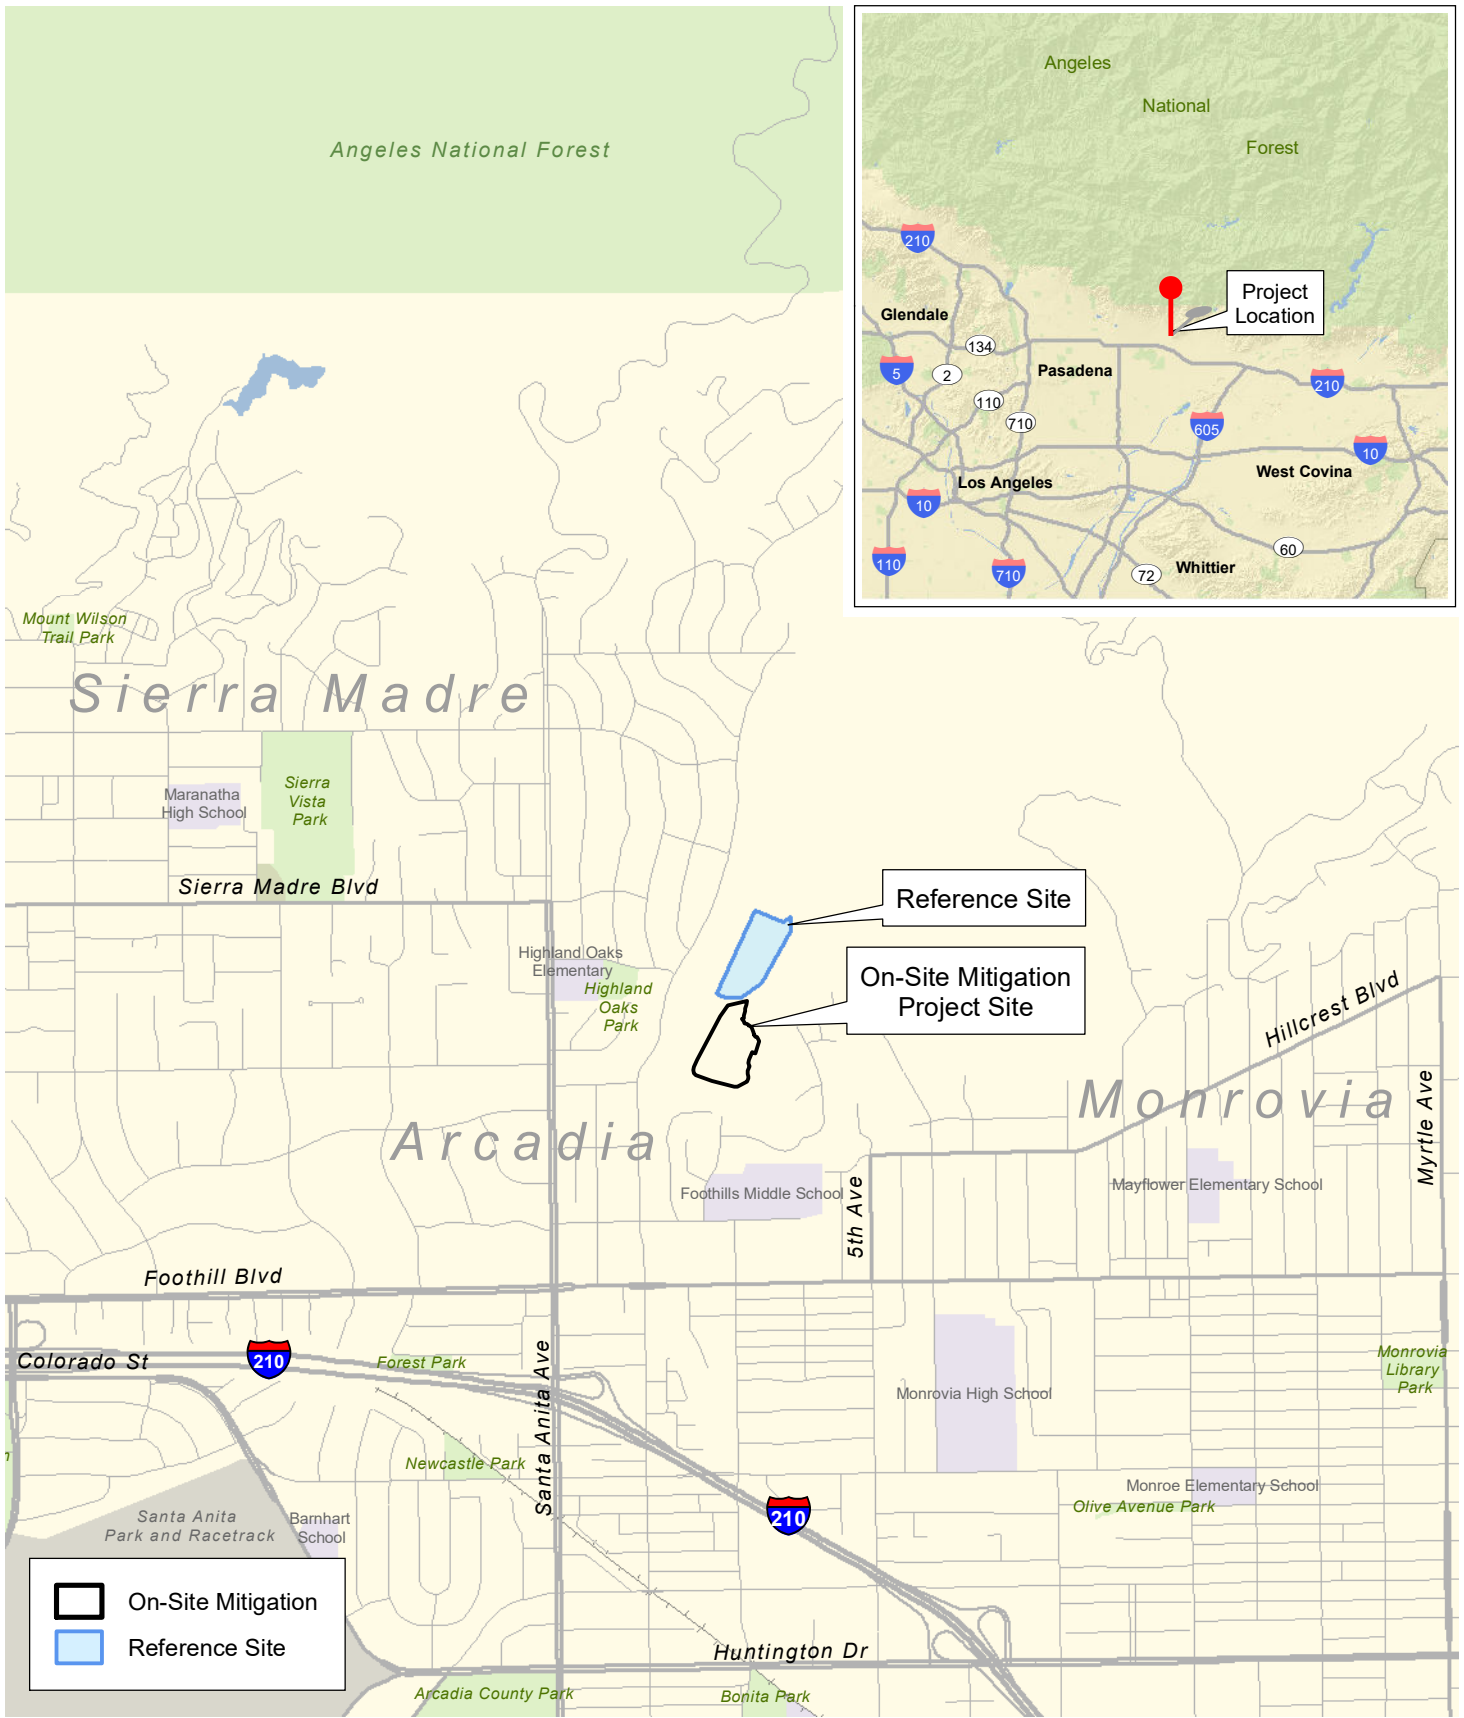 Angeles National Forest
Angeles
National
Forest
210
Project
Location
Glendale
134
Pasadena
5
2
210
110
710
605
10
West Covina
Los Angeles
10
60
110
710
72
Whittier
Mount Wilson
Trail Park
Sierra Madre
Maranatha
High School
Sierra
Vista
Park
Sierra Madre Blvd
Reference Site
Highland Oaks
Elementary
Highland
Oaks
Park
On-Site Mitigation
Project Site
Hillcrest Blvd
Monrovia
Myrtle Ave
Arcadia
Foothills Middle School
5th Ave
Mayflower Elementary School
Foothill Blvd
Colorado St
210
Forest Park
Santa Anita Ave
Monrovia
Library
Park
Monrovia High School
Newcastle Park
Monroe Elementary School
Olive Avenue Park
Santa Anita
Park and Racetrack
Barnhart
School
210
On-Site Mitigation
Reference Site
Huntington Dr
Arcadia County Park
Bonita Park